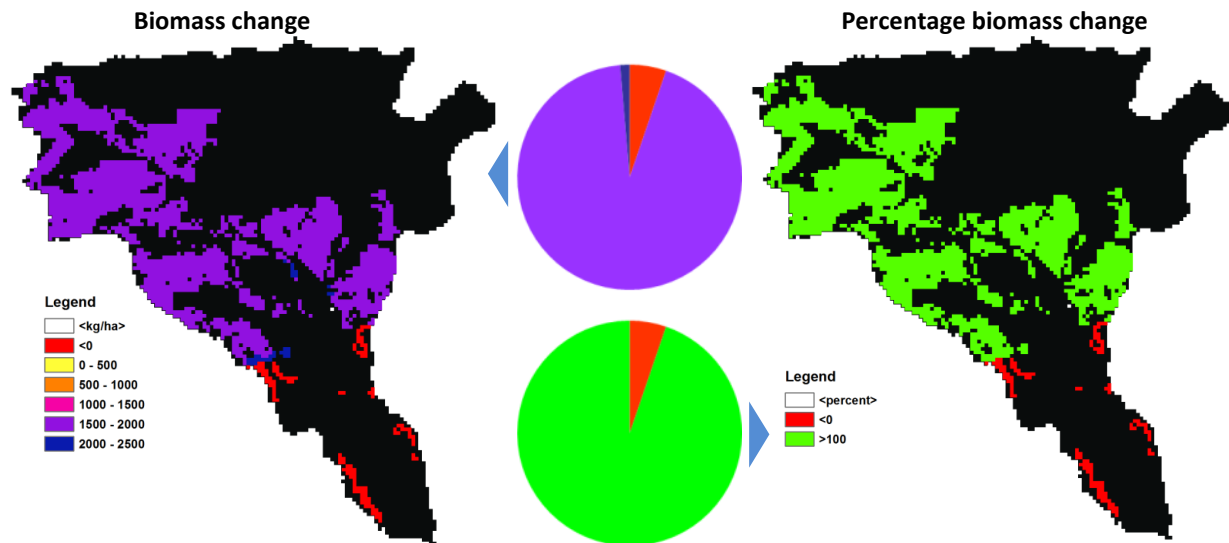 Biomass change
Percentage biomass change
Legend
<kg/ha>
<0
0 - 500
500 - 1000
1000 - 1500
1500 - 2000
2000 - 2500
Legend
<percent>
<0
>100